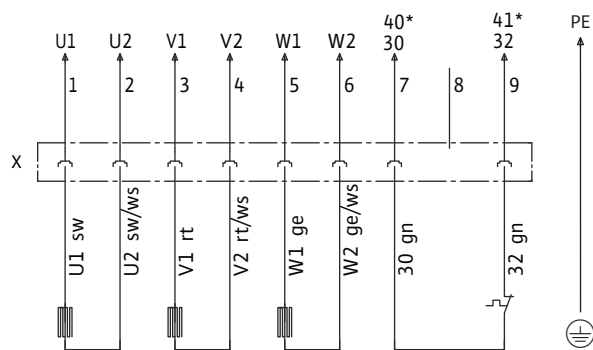 40* 41* PE
U1 U2 V1 V2 W1 W2 30 32
1 2 3 4 5 6 7 8 9
X
U1 sw
U2 sw/ws
V1 rt
V2 rt/ws
W1 ge
W2 ge/ws
30 gn
32 gn